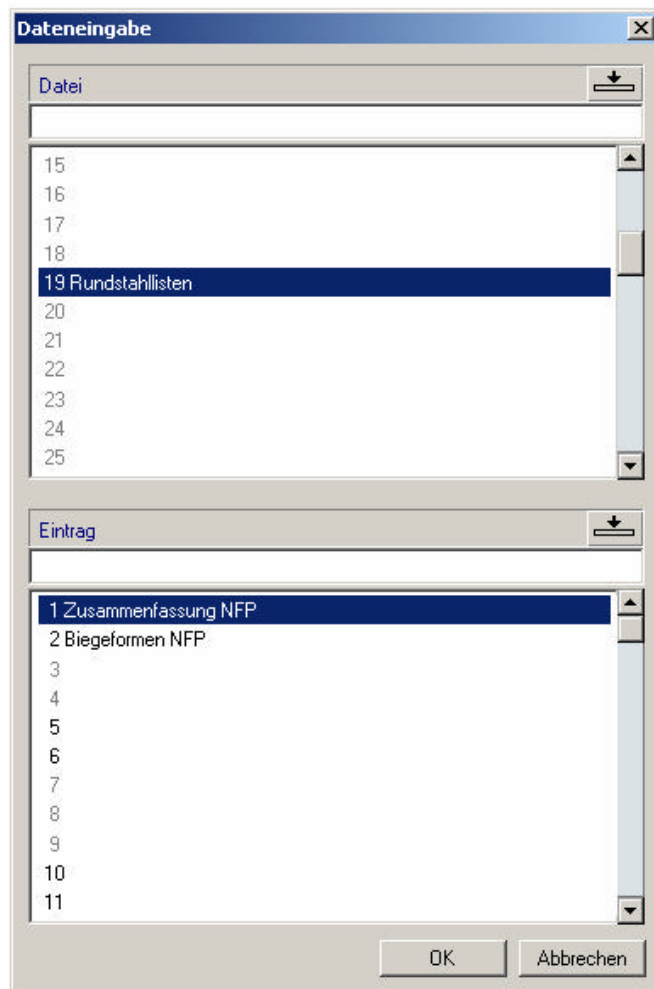 Dateneingabe
Datei
15
16
17
18
19 Rundstahllisten
20
21
22
23
24
25
Eintrag
1 Zusammenfassung NFP
2 Biegeformen NFP
3
4
5
6
7
8
9
10
11
OK Abbrechen